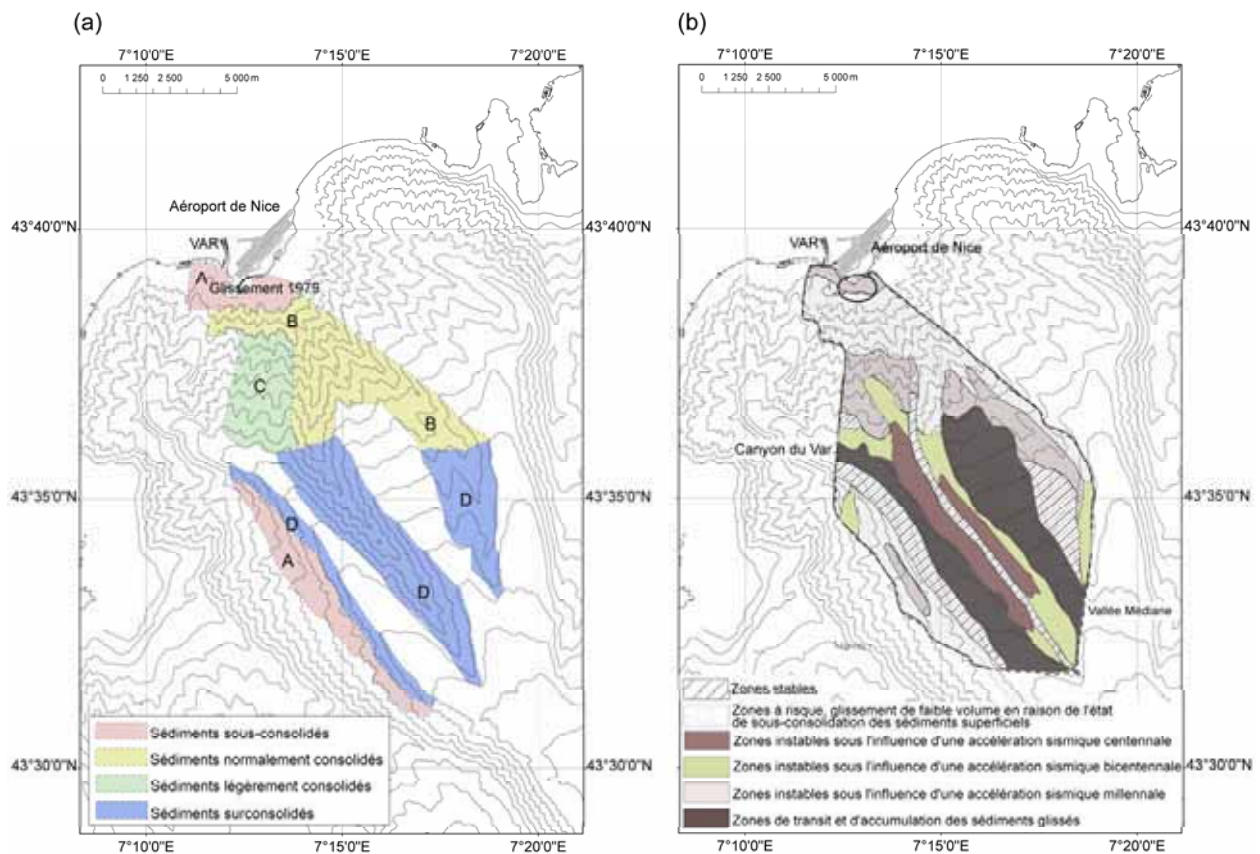 (a)
7°10'0"E 7°15'0"E 7°20'0"E
0 1 250 2 500 5 000 m
Aéroport de Nice
43°40'0"N
VAR
A
Glissement 1979
B
C
B
43°35'0"N
D
D
A
D
43°30'0"N
Sédiments sous-consolidés
Sédiments normalement consolidés
Sédiments légèrement consolidés
Sédiments surconsolidés
7°10'0"E 7°15'0"E 7°20'0"E
(b)
7°10'0"E 7°15'0"E 7°20'0"E
0 1 250 2 500 5 000 m
43°40'0"N
VAR
Aéroport de Nice
Canyon du Var
43°35'0"N
Vallée Médiane
Zones stables
Zones à risque, glissement de faible volume en raison de l'état
de sous-consolidation des sédiments superficiels
Zones instables sous l'influence d'une accélération sismique centennale
Zones instables sous l'influence d'une accélération sismique bicentennale
43°30'0"N
Zones instables sous l'influence d'une accélération sismique millennale
Zones de transit et d'accumulation des sédiments glissés
7°10'0"E 7°15'0"E 7°20'0"E